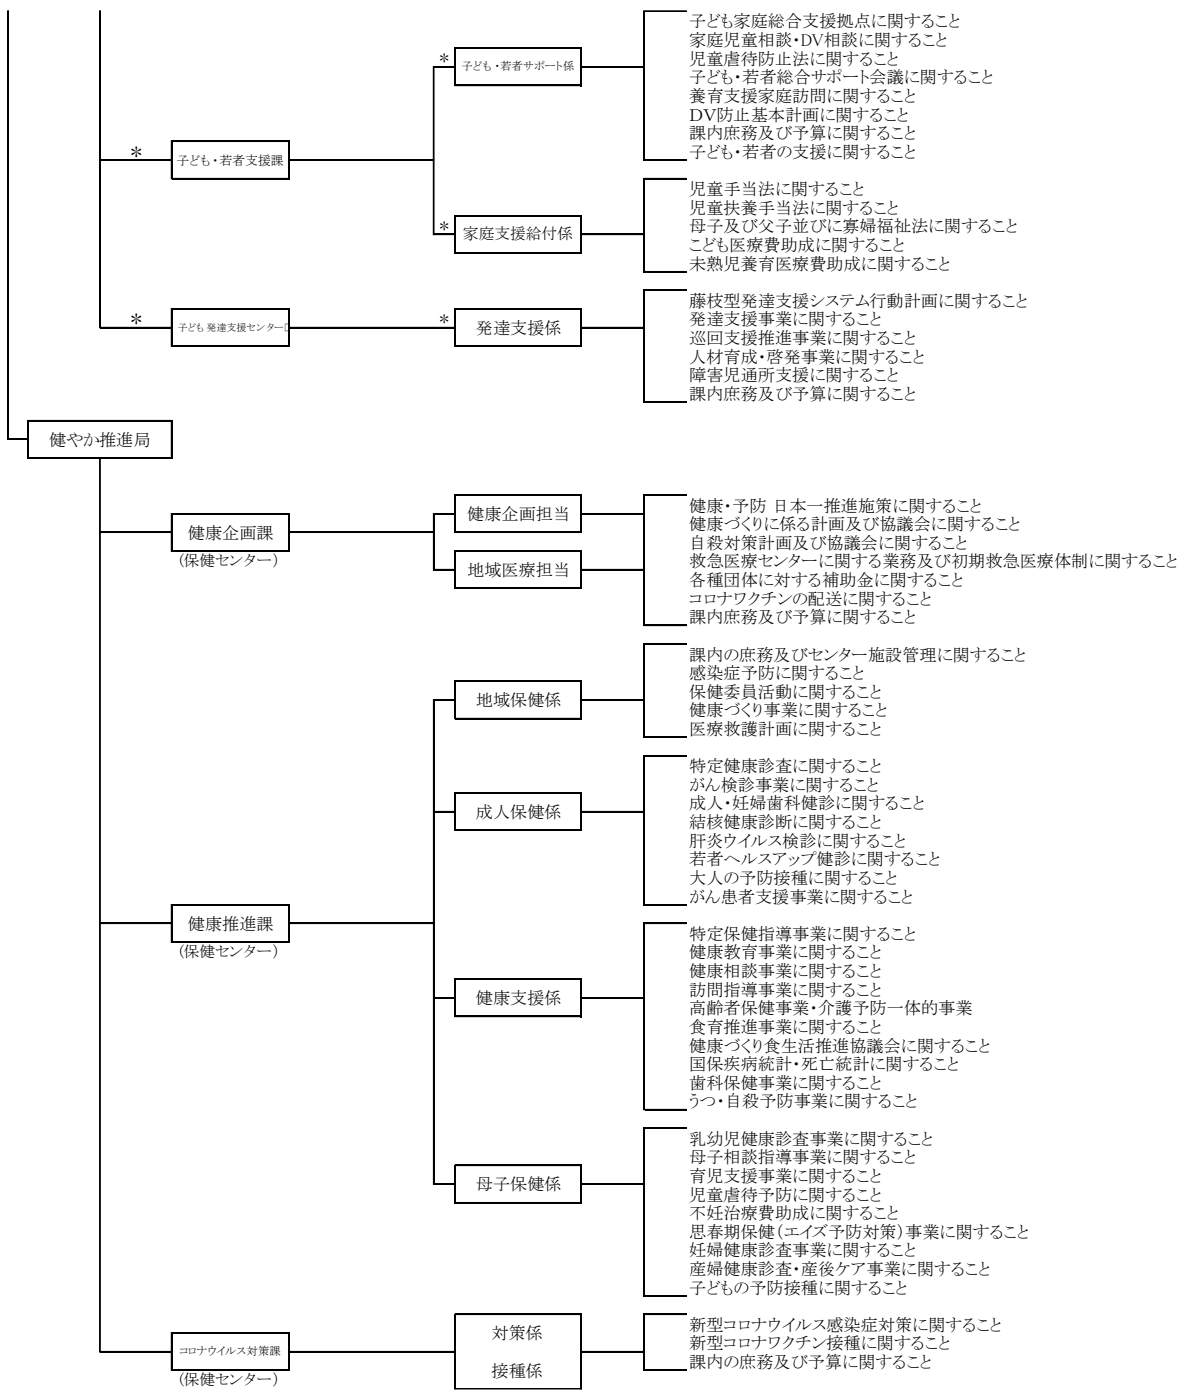 子ども家庭総合支援拠点に関すること
家庭児童相談・DV相談に関すること
＊ 子ども・若者サポート係
児童虐待防止法に関すること
子ども・若者総合サポート会議に関すること
養育支援家庭訪問に関すること
DV防止基本計画に関すること
課内庶務及び予算に関すること
子ども・若者の支援に関すること
＊ 子ども・若者支援課
児童手当法に関すること
児童扶養手当法に関すること
＊ 家庭支援給付係
母子及び父子並びに寡婦福祉法に関すること
こども医療費助成に関すること
未熟児養育医療費助成に関すること
藤枝型発達支援システム行動計画に関すること
＊ 子ども発達支援センター
＊ 発達支援係
発達支援事業に関すること
巡回支援推進事業に関すること
人材育成・啓発事業に関すること
障害児通所支援に関すること
課内庶務及び予算に関すること
健やか推進局
健康企画課
(保健センター)
健康企画担当
地域医療担当
健康・予防 日本一推進施策に関すること
健康づくりに係る計画及び協議会に関すること
自殺対策計画及び協議会に関すること
救急医療センターに関する業務及び初期救急医療体制に関すること
各種団体に対する補助金に関すること
コロナワクチンの配送に関すること
課内庶務及び予算に関すること
健康推進課
(保健センター)
地域保健係
課内の庶務及びセンター施設管理に関すること
感染症予防に関すること
保健委員活動に関すること
健康づくり事業に関すること
医療救護計画に関すること
成人保健係
特定健康診査に関すること
がん検診事業に関すること
成人・妊婦歯科健診に関すること
結核健康診断に関すること
肝炎ウイルス検診に関すること
若者ヘルスアップ健診に関すること
大人の予防接種に関すること
がん患者支援事業に関すること
健康支援係
特定保健指導事業に関すること
健康教育事業に関すること
健康相談事業に関すること
訪問指導事業に関すること
高齢者保健事業・介護予防一体的事業
食育推進事業に関すること
健康づくり食生活推進協議会に関すること
国保疾病統計・死亡統計に関すること
歯科保健事業に関すること
うつ・自殺予防事業に関すること
母子保健係
乳幼児健康診査事業に関すること
母子相談指導事業に関すること
育児支援事業に関すること
児童虐待予防に関すること
不妊治療費助成に関すること
思春期保健(エイズ予防対策)事業に関すること
妊婦健康診査事業に関すること
産婦健康診査・産後ケア事業に関すること
子どもの予防接種に関すること
コロナウイルス対策課
(保健センター)
対策係
接種係
新型コロナウイルス感染症対策に関すること
新型コロナワクチン接種に関すること
課内の庶務及び予算に関すること